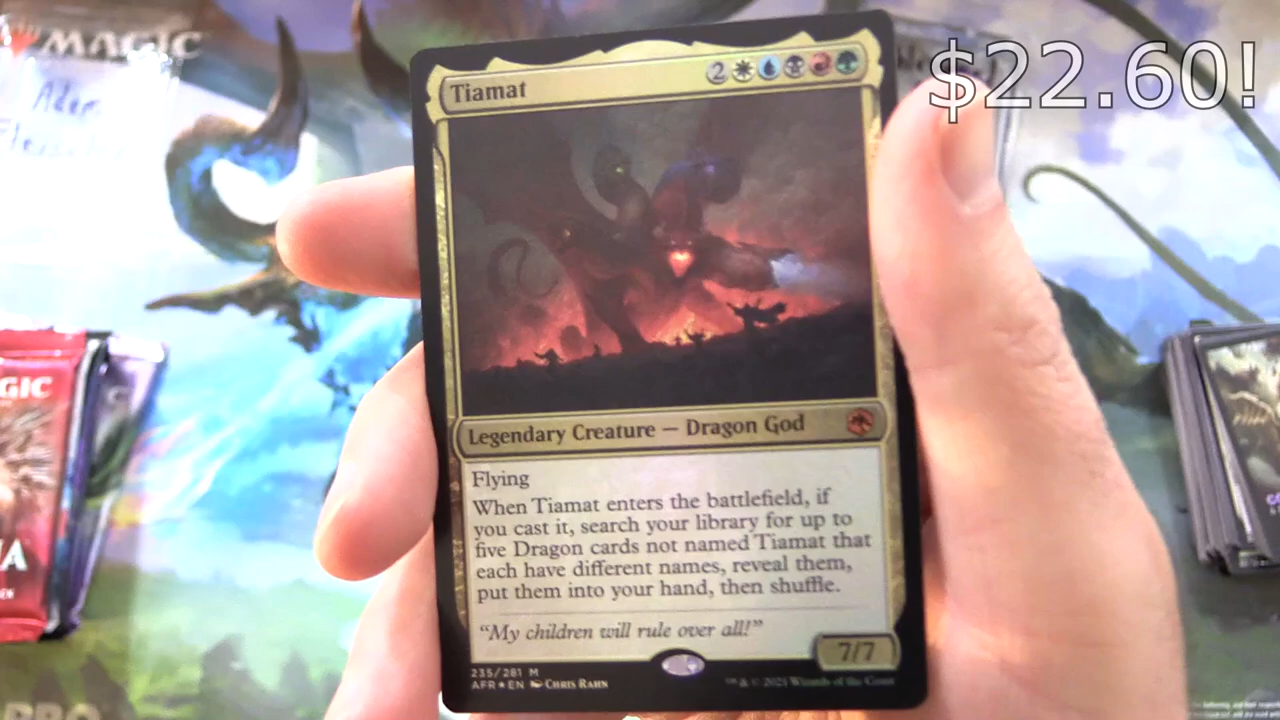 MAGIC
$22.60!
Tiamat
2
GIC
Legendary Creature — Dragon God
Flying
When Tiamat enters the battlefield, if
you cast it, search your library for up to
five Dragon cards not named Tiamat that
each have different names, reveal them,
put them into your hand, then shuffle.
“My children will rule over all!”
7/7
235/281 M
AFR★EN Chris Rahn
™ & © 2021 Wizards of the Coast
PRO